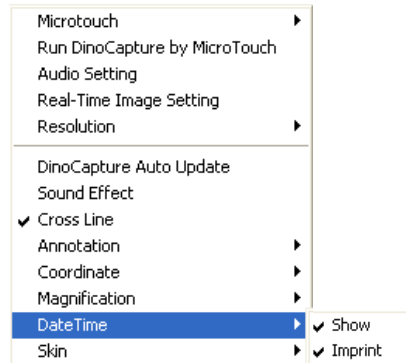 Microtouch
Run DinoCapture by MicroTouch
Audio Setting
Real-Time Image Setting
Resolution
DinoCapture Auto Update
Sound Effect
Cross Line
Annotation
Coordinate
Magnification
DateTime
Show
Skin
Imprint